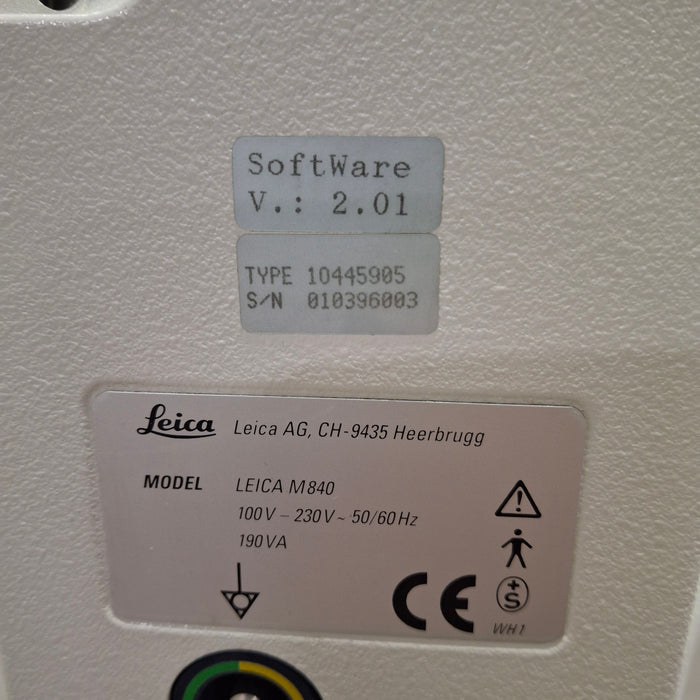 SoftWare
V.: 2.01
TYPE 10445905
S/N 010396003
Leica Leica AG, CH-9435 Heerbrugg
MODEL LEICA M840
100V – 230V ~ 50/60Hz
190VA
CE
+S
WH1